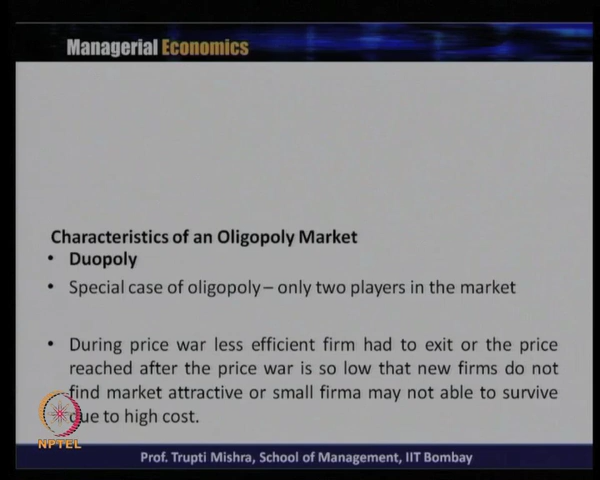 Managerial Economics
Characteristics of an Oligopoly Market
• Duopoly
• Special case of oligopoly – only two players in the market
• During price war less efficient firm had to exit or the price
reached after the price war is so low that new firms do not
find market attractive or small firma may not able to survive
due to high cost.
NPTEL
Prof. Trupti Mishra, School of Management, IIT Bombay